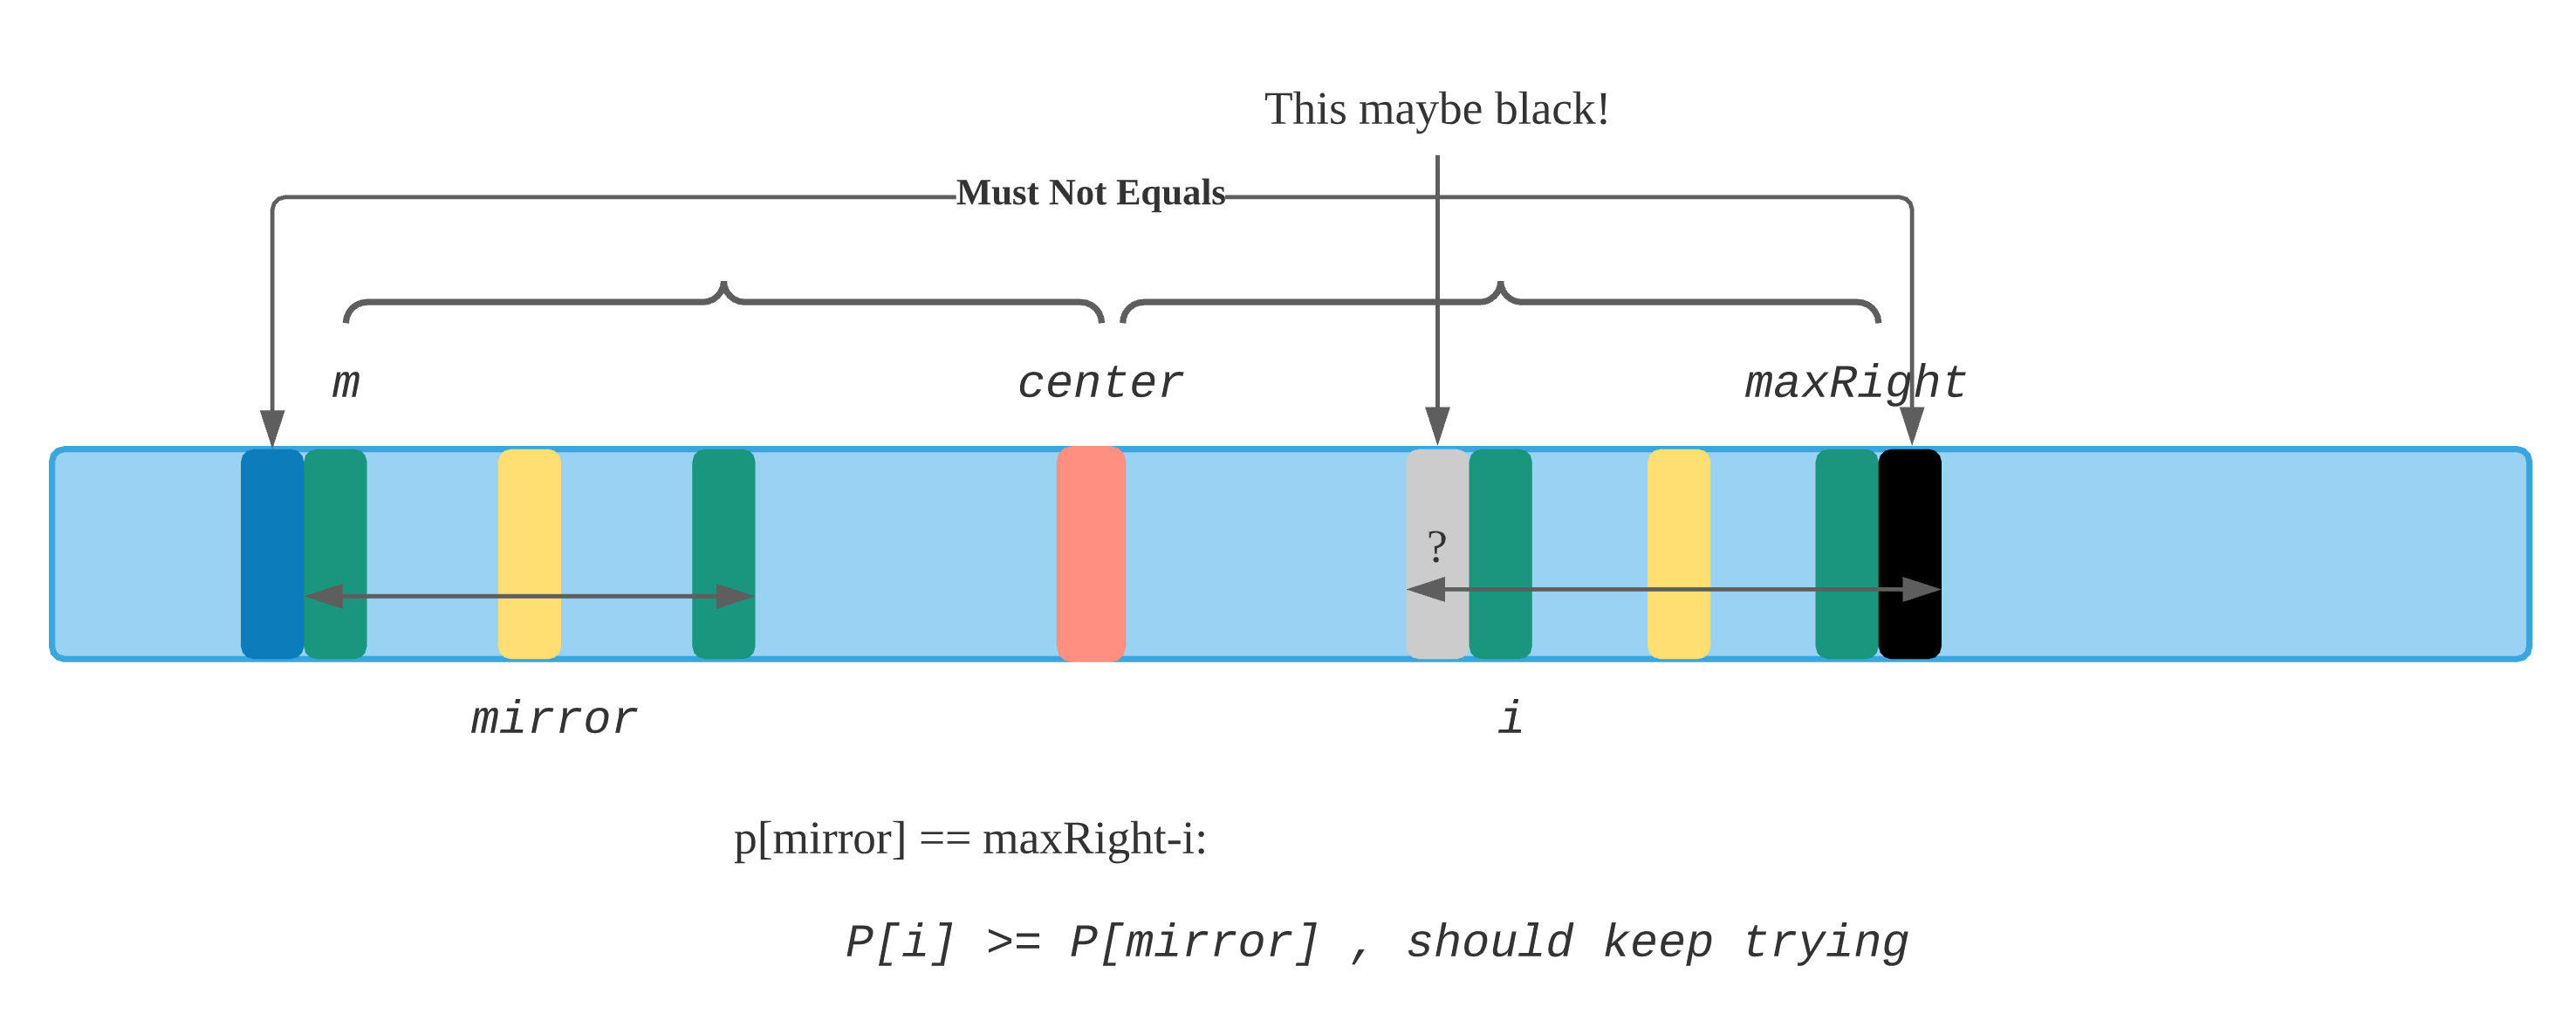 This maybe black!
Must Not Equals
m
center
maxRight
?
mirror
i
p[mirror] == maxRight-i:
P[i] >= P[mirror] , should keep trying